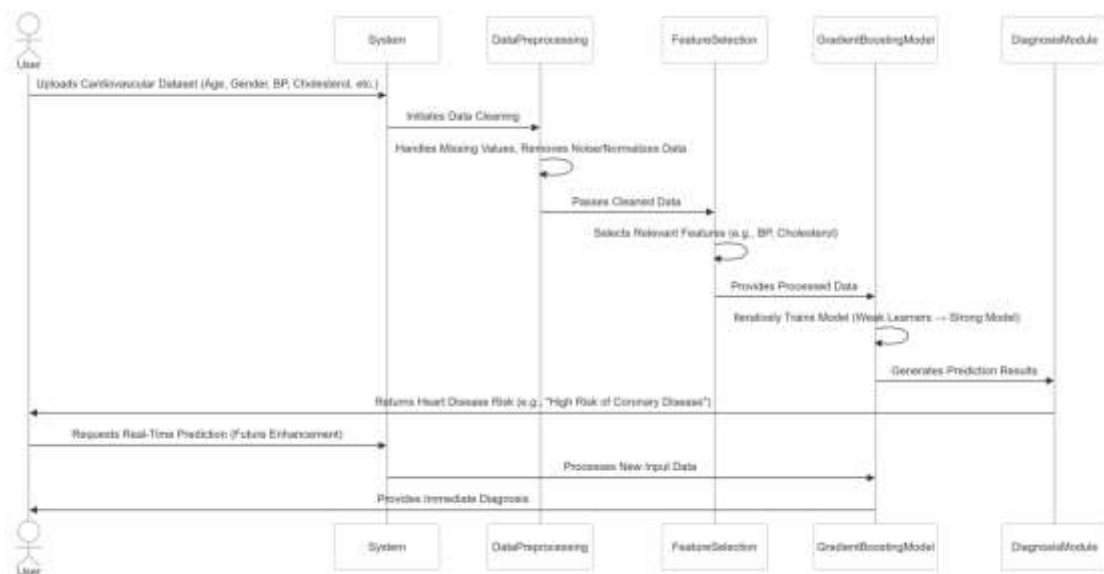 System DataPreprocessing FeatureSelection GradientBoostingModel DiagnosisModule
User
Uploads Cardiovascular Dataset (Age, Gender, BP, Cholesterol, etc.)
Initiates Data Cleaning
Handles Missing Values, Removes Noise/Normalizes Data
Passes Cleaned Data
Selects Relevant Features (e.g., BP, Cholesterol)
Provides Processed Data
Iteratively Trains Model (Weak Learners → Strong Model)
Generates Prediction Results
Returns Heart Disease Risk (e.g., "High Risk of Coronary Disease")
Requests Real-Time Prediction (Future Enhancement)
Processes New Input Data
Provides Immediate Diagnosis
System DataPreprocessing FeatureSelection GradientBoostingModel DiagnosisModule
User